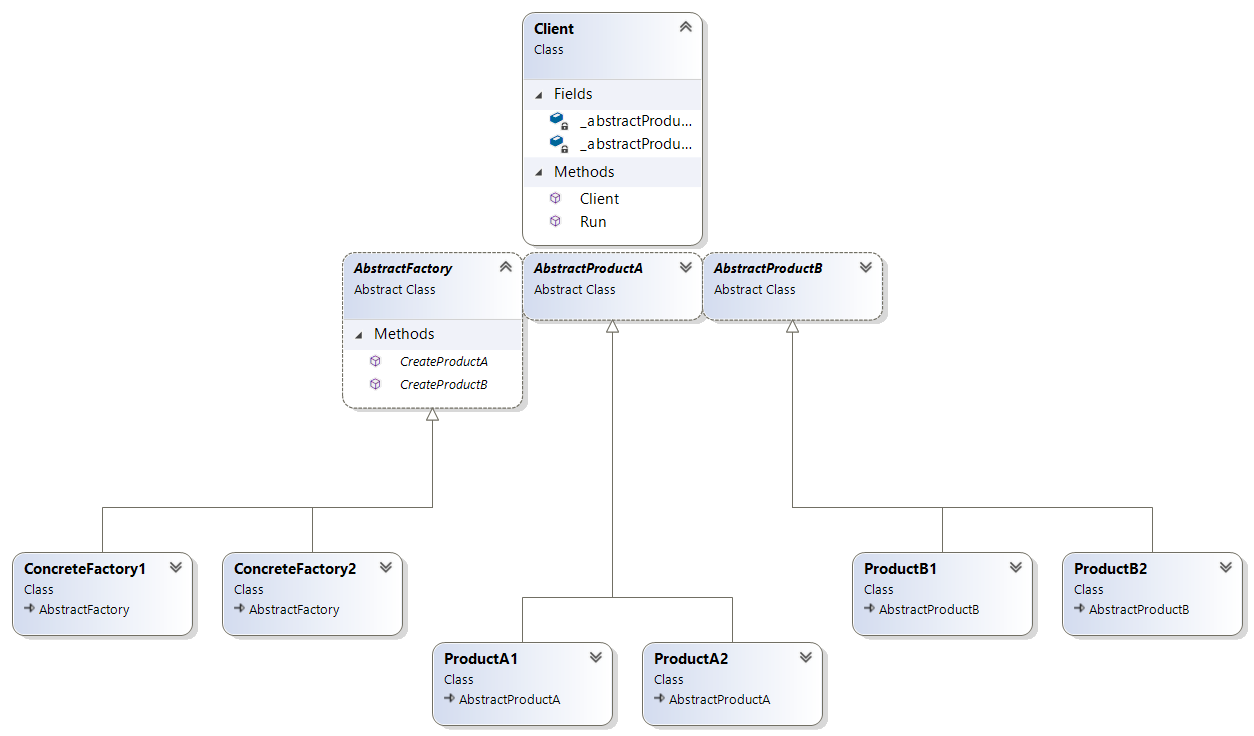 Client
Class
Fields
_abstractProdu...
_abstractProdu...
Methods
Client
Run
AbstractFactory
Abstract Class
Methods
CreateProductA
CreateProductB
AbstractProductA
Abstract Class
AbstractProductB
Abstract Class
ConcreteFactory1
Class
AbstractFactory
ConcreteFactory2
Class
AbstractFactory
ProductA1
Class
AbstractProductA
ProductA2
Class
AbstractProductA
ProductB1
Class
AbstractProductB
ProductB2
Class
AbstractProductB